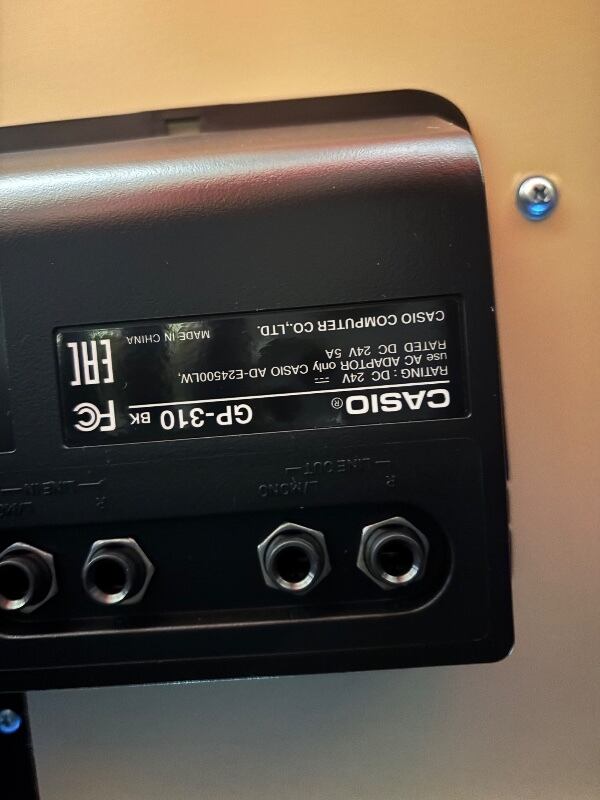 R
L/MONO
LINE OUT
R
L/MONO
LINE IN
CASIO® GP-310 BK FC
RATING : DC 24V ⎓
use AC ADAPTOR only CASIO AD-E24500LW,
RATED DC 24V 5A
CASIO COMPUTER CO.,LTD. MADE IN CHINA
EAC